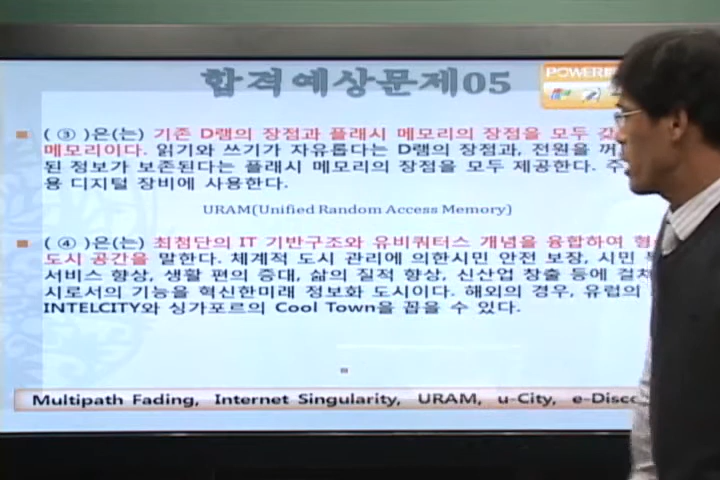 합격예상문제05
POWER
( ③ )은(는) 기존 D램의 장점과 플래시 메모리의 장점을 모두
메모리이다. 읽기와 쓰기가 자유롭다는 D램의 장점과, 전원을
된 정보가 보존된다는 플래시 메모리의 장점을 모두 제공한다.
용 디지털 장비에 사용한다.
URAM(Unified Random Access Memory)
( ④ )은(는) 최첨단의 IT 기반구조와 유비쿼터스 개념을 융합하여
도시 공간을 말한다. 체계적 도시 관리에 의한시민 안전 보장, 시민
서비스 향상, 생활 편의 증대, 삶의 질적 향상, 신산업 창출 등에
시로서의 기능을 혁신한미래 정보화 도시이다. 해외의 경우, 유럽의
INTELCITY와 싱가포르의 Cool Town을 꼽을 수 있다.
Multipath Fading, Internet Singularity, URAM, u-City,